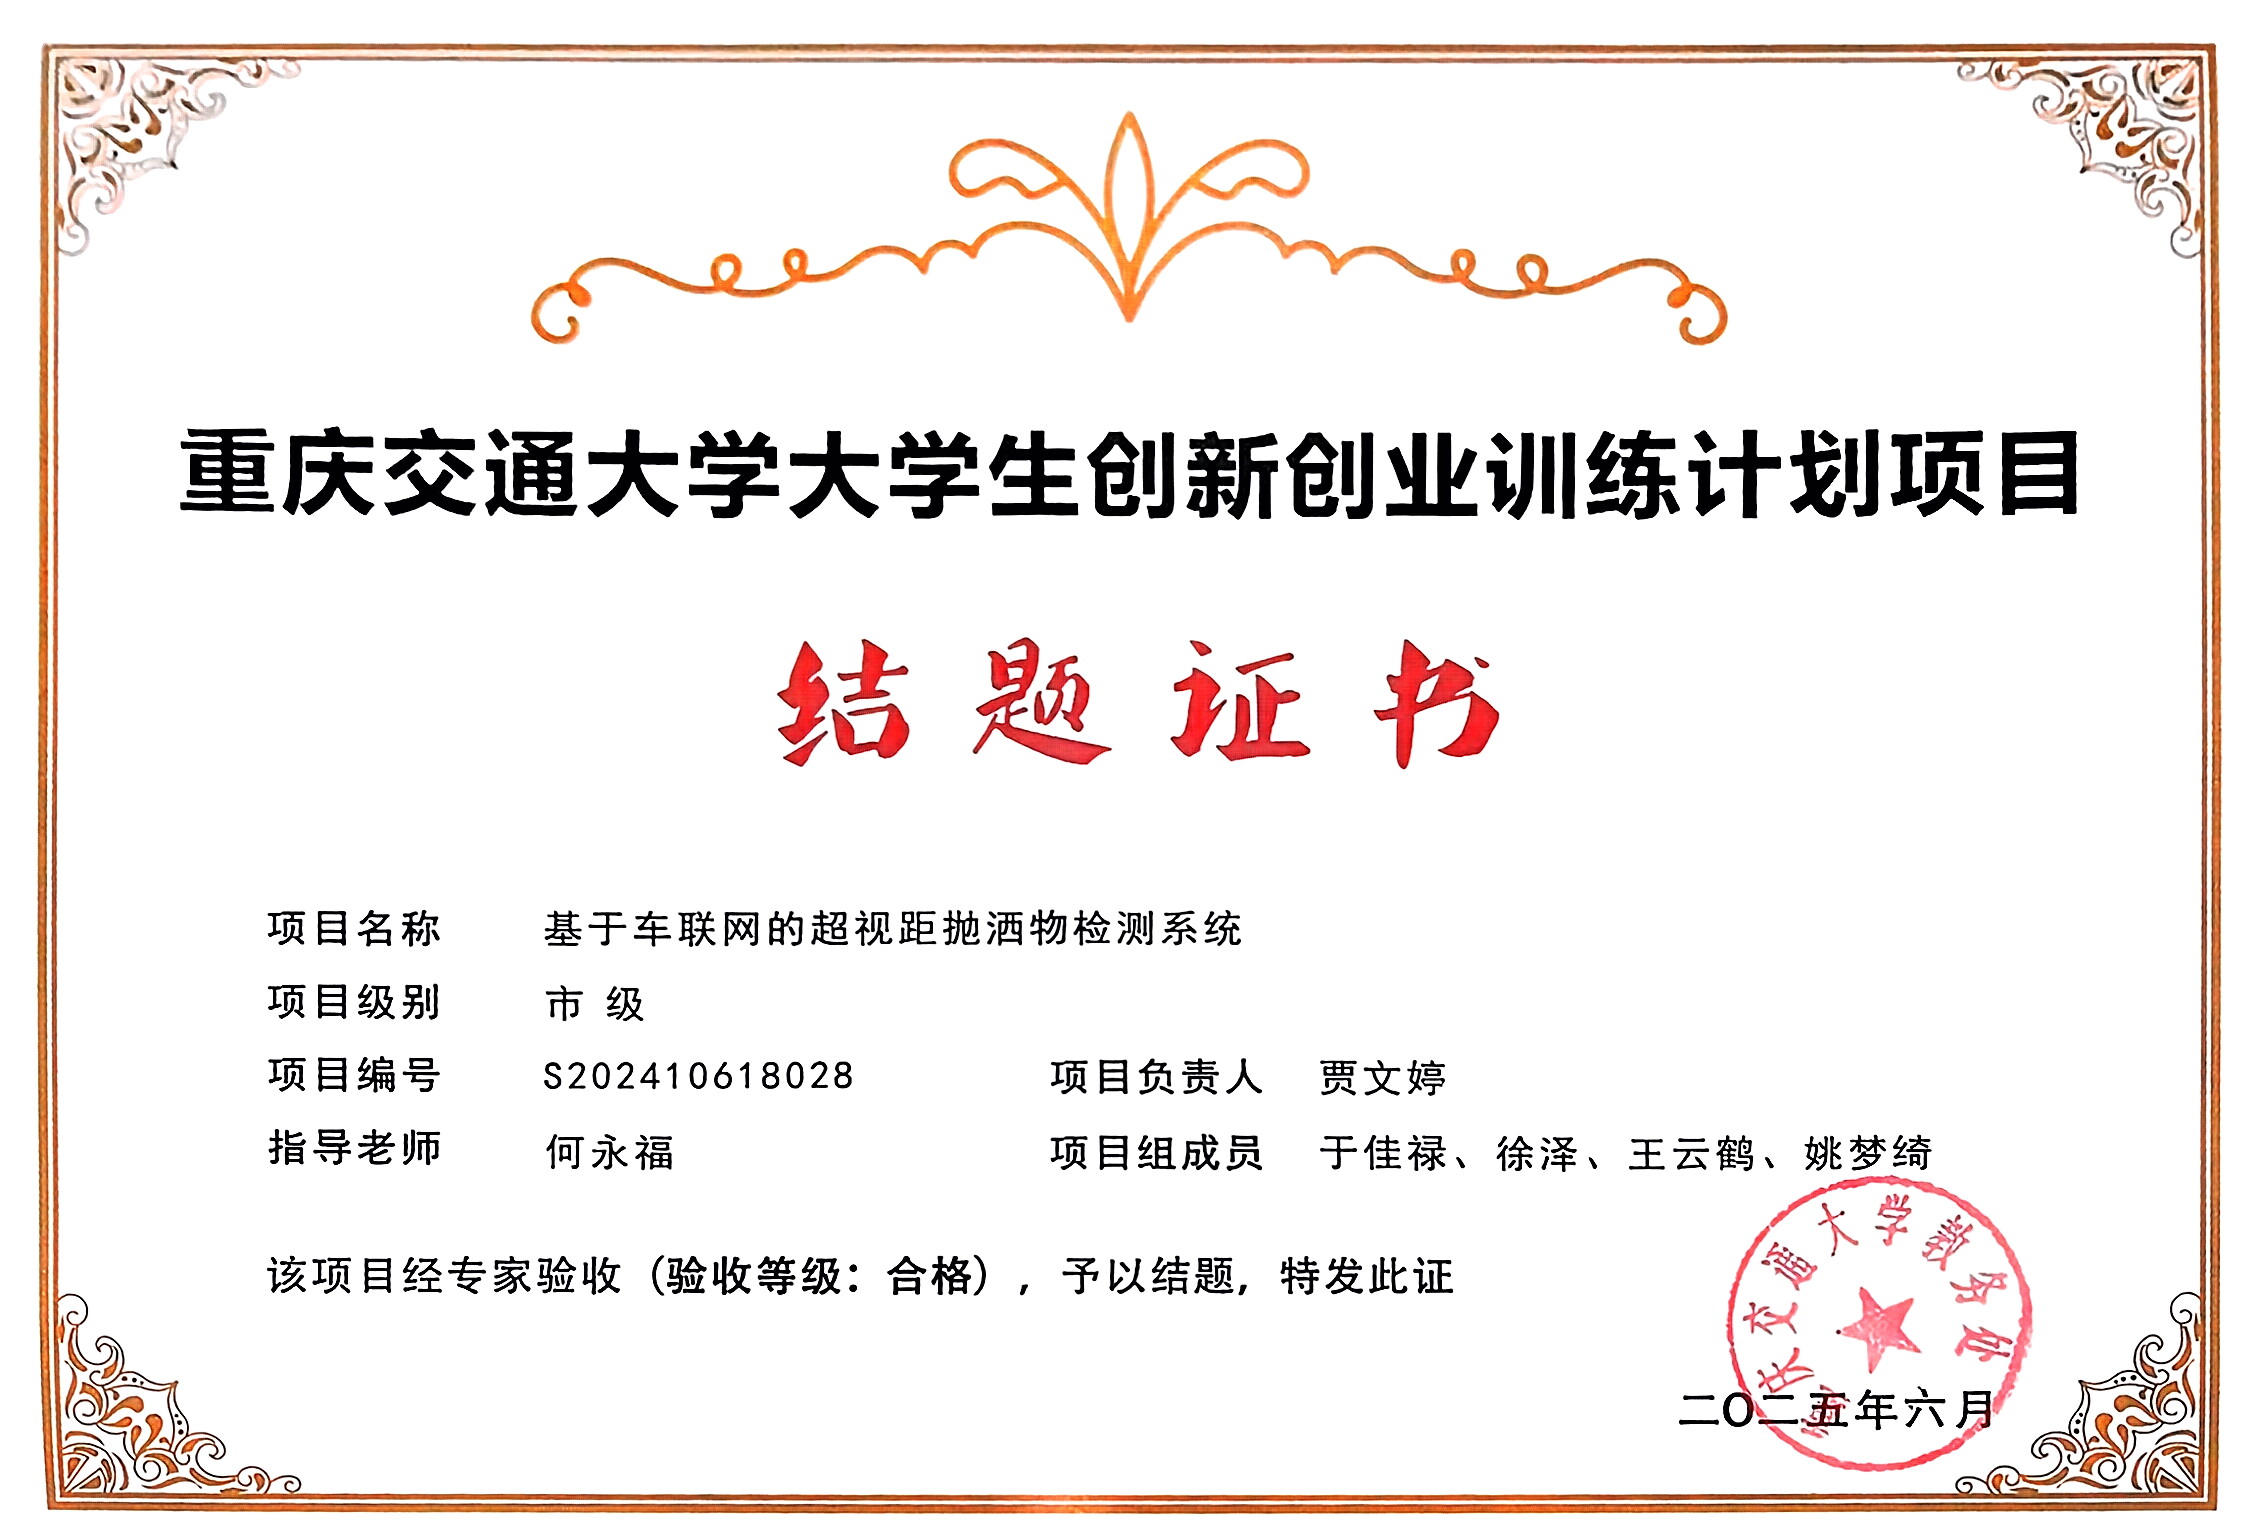 重庆交通大学大学生创新创业训练计划项目
结题证书
项目名称 基于车联网的超视距抛洒物检测系统
项目级别 市 级
项目编号 S202410618028 项目负责人 贾文婷
指导老师 何永福 项目组成员 于佳禄、徐泽、王云鹤、姚梦绮
该项目经专家验收（验收等级：合格），予以结题，特发此证
重庆交通大学教务处
二〇二五年六月